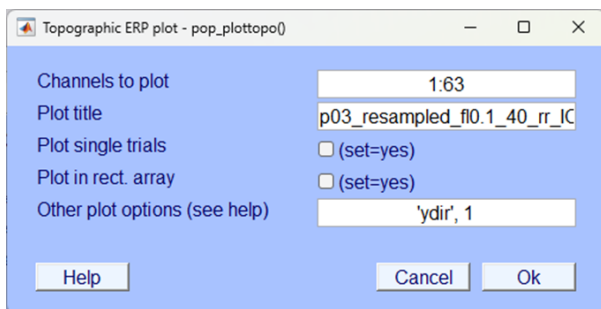 Topographic ERP plot - pop_plottopo()
Channels to plot 1:63
Plot title p03_resampled_fl0.1_40_rr_IC
Plot single trials (set=yes)
Plot in rect. array (set=yes)
Other plot options (see help) 'ydir', 1
Help Cancel Ok